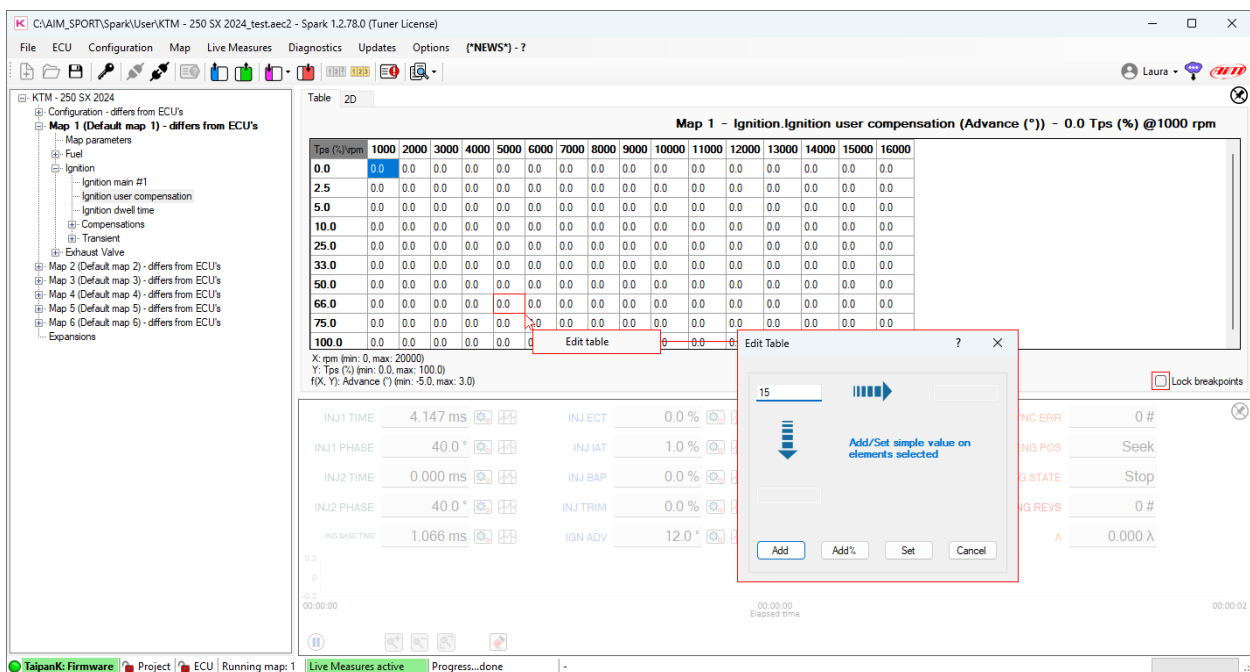 C:\AIM_SPORT\Spark\User\KTM - 250 SX 2024_test.aec2 - Spark 1.2.78.0 (Tuner License)
File ECU Configuration Map Live Measures Diagnostics Updates Options {*NEWS*} - ?
Laura
KTM - 250 SX 2024
Configuration - differs from ECU's
Map 1 (Default map 1) - differs from ECU's
Map parameters
Fuel
Ignition
Ignition main #1
Ignition user compensation
Ignition dwell time
Compensations
Transient
Exhaust Valve
Map 2 (Default map 2) - differs from ECU's
Map 3 (Default map 3) - differs from ECU's
Map 4 (Default map 4) - differs from ECU's
Map 5 (Default map 5) - differs from ECU's
Map 6 (Default map 6) - differs from ECU's
Expansions
Table 2D
Map 1 - Ignition.Ignition user compensation (Advance (°)) - 0.0 Tps (%) @1000 rpm
Tps (%)\rpm 1000 2000 3000 4000 5000 6000 7000 8000 9000 10000 11000 12000 13000 14000 15000 16000
0.0 0.0 0.0 0.0 0.0 0.0 0.0 0.0 0.0 0.0 0.0 0.0 0.0 0.0 0.0 0.0 0.0
2.5 0.0 0.0 0.0 0.0 0.0 0.0 0.0 0.0 0.0 0.0 0.0 0.0 0.0 0.0 0.0 0.0
5.0 0.0 0.0 0.0 0.0 0.0 0.0 0.0 0.0 0.0 0.0 0.0 0.0 0.0 0.0 0.0 0.0
10.0 0.0 0.0 0.0 0.0 0.0 0.0 0.0 0.0 0.0 0.0 0.0 0.0 0.0 0.0 0.0 0.0
25.0 0.0 0.0 0.0 0.0 0.0 0.0 0.0 0.0 0.0 0.0 0.0 0.0 0.0 0.0 0.0 0.0
33.0 0.0 0.0 0.0 0.0 0.0 0.0 0.0 0.0 0.0 0.0 0.0 0.0 0.0 0.0 0.0 0.0
50.0 0.0 0.0 0.0 0.0 0.0 0.0 0.0 0.0 0.0 0.0 0.0 0.0 0.0 0.0 0.0 0.0
66.0 0.0 0.0 0.0 0.0 0.0 0.0 0.0 0.0 0.0 0.0 0.0 0.0 0.0 0.0 0.0 0.0
75.0 0.0 0.0 0.0 0.0 0.0 0.0 0.0 0.0 0.0 0.0 0.0 0.0 0.0 0.0 0.0 0.0
100.0 0.0 0.0 0.0 0.0 0.0 0.0
Edit table
X: rpm (min: 0, max: 20000)
Y: Tps (%) (min: 0.0, max: 100.0)
f(X, Y): Advance (°) (min: -5.0, max: 3.0)
Lock breakpoints
Edit Table ?
15
Add/Set simple value on
elements selected
Add Add% Set Cancel
INJ1 TIME 4.147 ms INJ ECT 0.0 % NC ERR 0 #
INJ1 PHASE 40.0 ° INJ IAT 1.0 % NG POS Seek
INJ2 TIME 0.000 ms INJ BAP 0.0 % G STATE Stop
INJ2 PHASE 40.0 ° INJ TRIM 0.0 % NG REVS 0 #
ING BASE TIME 1.066 ms IGN ADV 12.0 ° Λ 0.000 λ
0.2
0
-0.2
00:00:00 00:00:00 00:00:02
Elapsed time
TaipanK: Firmware Project ECU Running map: 1 Live Measures active Progress...done -